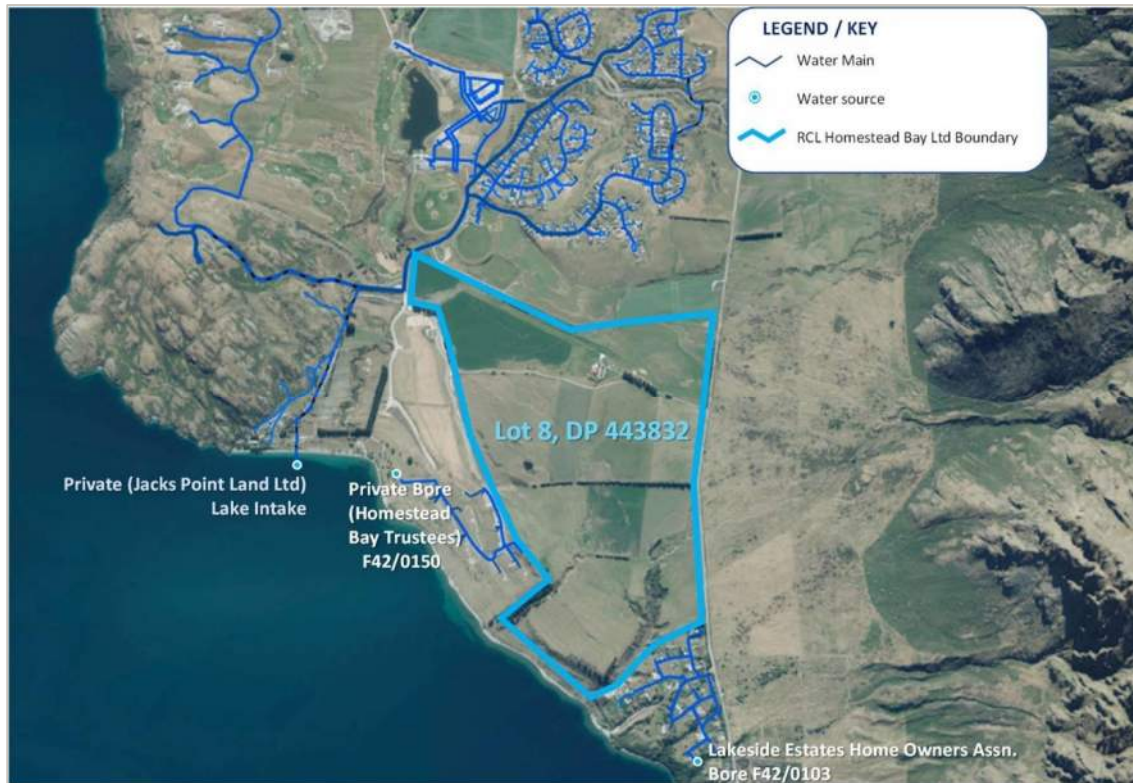 LEGEND / KEY
Water Main
Water source
RCL Homestead Bay Ltd Boundary
Lot 8, DP 443832
Private (Jacks Point Land Ltd)
Lake Intake
Private Bore
(Homestead
Bay Trustees)
F42/0150
Lakeside Estates Home Owners Assn.
Bore F42/0103